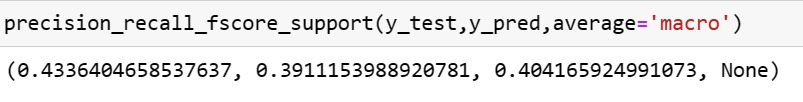 precision_recall_fscore_support(y_test,y_pred,average='macro')
(0.4336404658537637, 0.3911153988920781, 0.404165924991073, None)